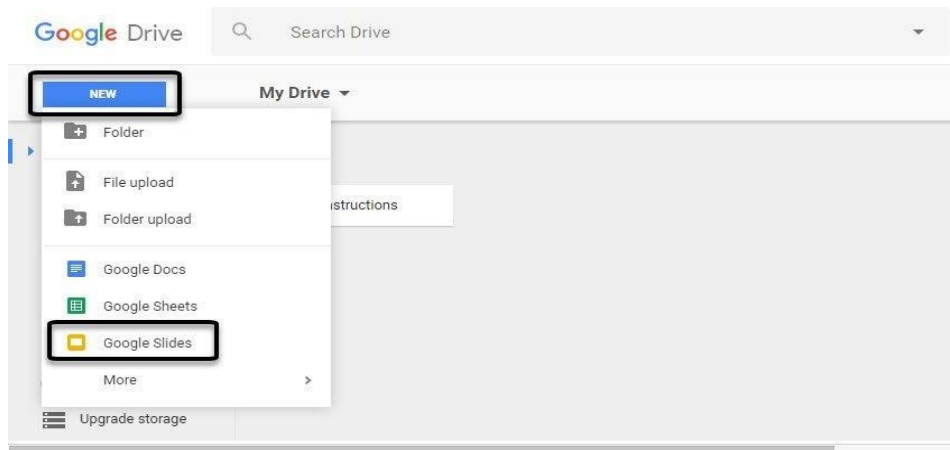 Google Drive
Search Drive
NEW
My Drive
Folder
File upload
Folder upload
Google Docs
Google Sheets
Google Slides
More
Upgrade storage